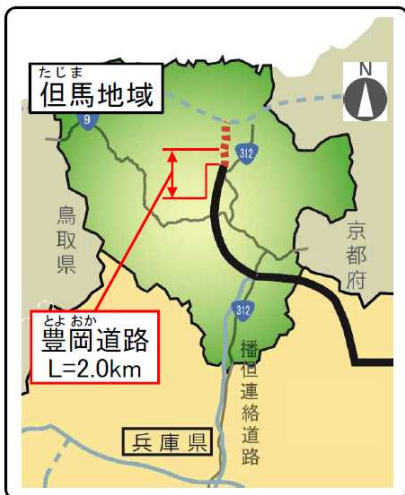 たじま
但馬地域
N
9
312
鳥取県
京都府
とよおか
豊岡道路
L=2.0km
312
播但連絡道路
兵庫県